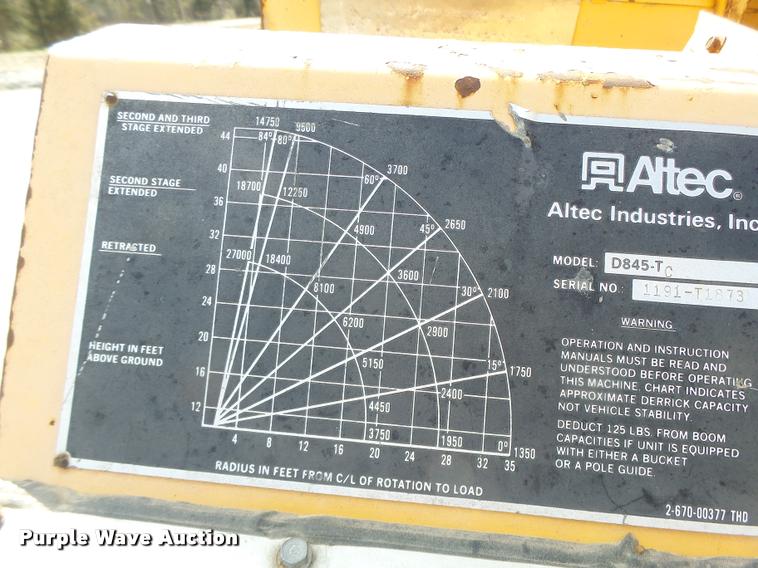 SECOND AND THIRD
STAGE EXTENDED
14750
9500
44
84°
80°
40
60°
3700
SECOND STAGE
EXTENDED
18700
12250
36
4900
45°
2650
32
RETRACTED
27000
18400
3600
28
8100
30°
2100
24
6200
2900
20
HEIGHT IN FEET
ABOVE GROUND
5150
15°
1750
16
2400
12
4450
3750
1950
0°
1350
4
8
12
16
20
24
28
32
35
RADIUS IN FEET FROM C/L OF ROTATION TO LOAD
Altec®
Altec Industries, Inc
MODEL: D845-TC
SERIAL NO.: 1191-T1873
WARNING
OPERATION AND INSTRUCTION
MANUALS MUST BE READ AND
UNDERSTOOD BEFORE OPERATING
THIS MACHINE. CHART INDICATES
APPROXIMATE DERRICK CAPACITY
NOT VEHICLE STABILITY.
DEDUCT 125 LBS. FROM BOOM
CAPACITIES IF UNIT IS EQUIPPED
WITH EITHER A BUCKET
OR A POLE GUIDE.
2-670-00377 THD
Purple Wave Auction